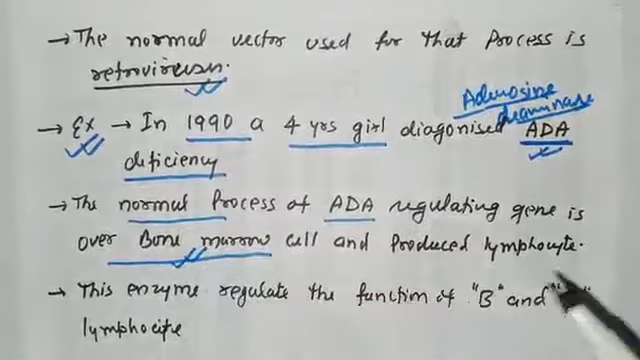 → The normal vector used for that process is
retrovirus.
Adenosine
deaminase
→ Ex → In 1990 a 4 yrs girl diagonised ADA
dificiency
→ The normal process of ADA regulating gene is
over Bone marrow cell and produced lymphocyte.
→ This enzyme regulate the function of "B" and
lymphocite